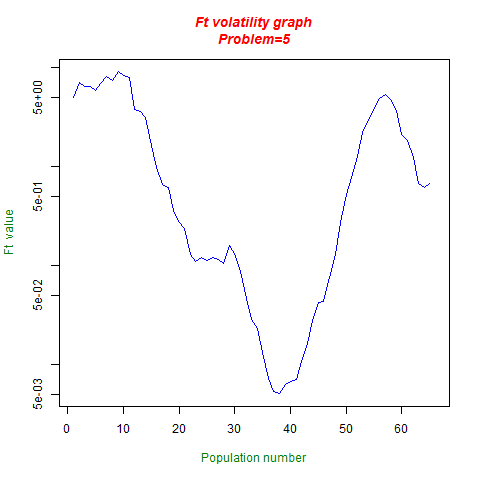 Ft volatility graph
Problem=5
5e+00
5e-01
5e-02
5e-03
Ft value
0 10 20 30 40 50 60
Population number